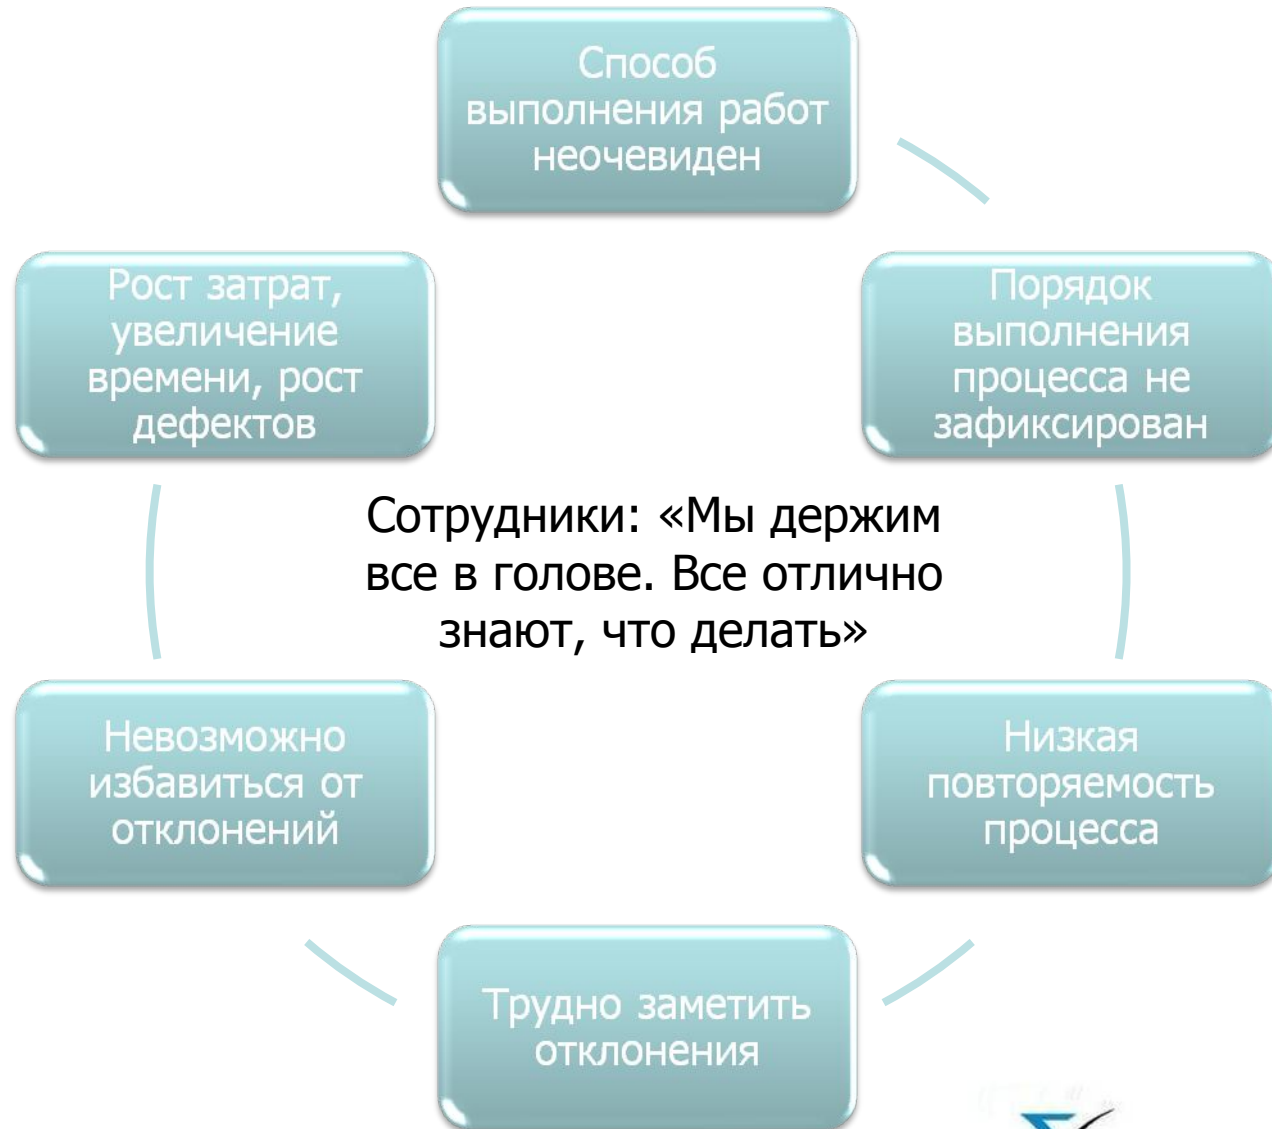 Способ
выполнения работ
неочевиден
Порядок
выполнения
процесса не
зафиксирован
Низкая
повторяемость
процесса
Трудно заметить
отклонения
Невозможно
избавиться от
отклонений
Рост затрат,
увеличение
времени, рост
дефектов
Сотрудники: «Мы держим
все в голове. Все отлично
знают, что делать»